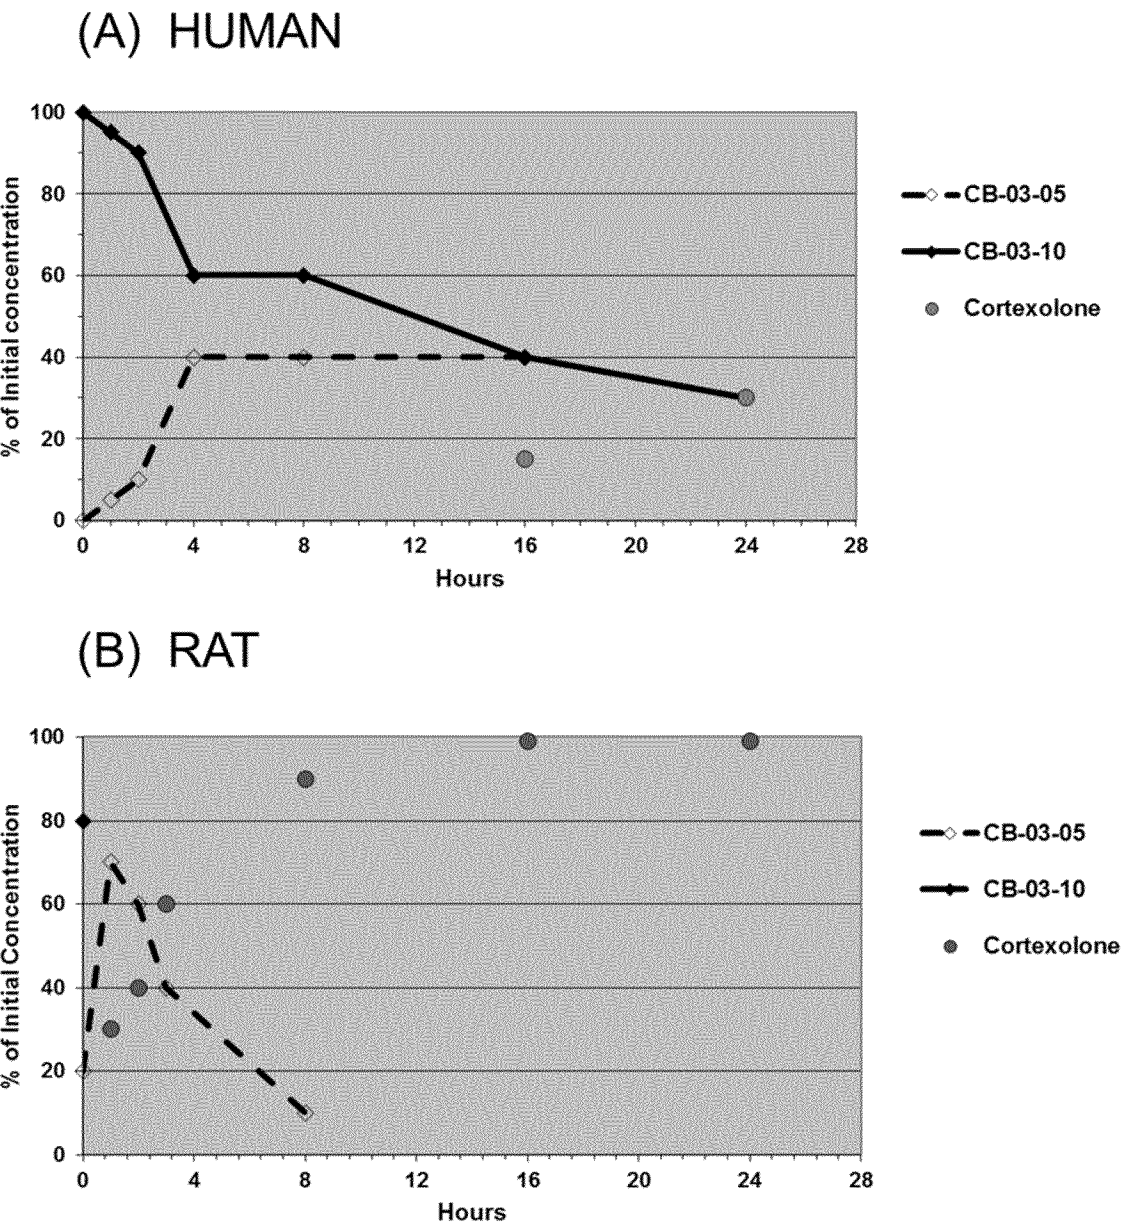 (A) HUMAN
% of Initial concentration
100
80
60
40
20
0
0 4 8 12 16 20 24 28
Hours
CB-03-05
CB-03-10
Cortexolone
(B) RAT
% of Initial Concentration
100
80
60
40
20
0
0 4 8 12 16 20 24 28
Hours
CB-03-05
CB-03-10
Cortexolone